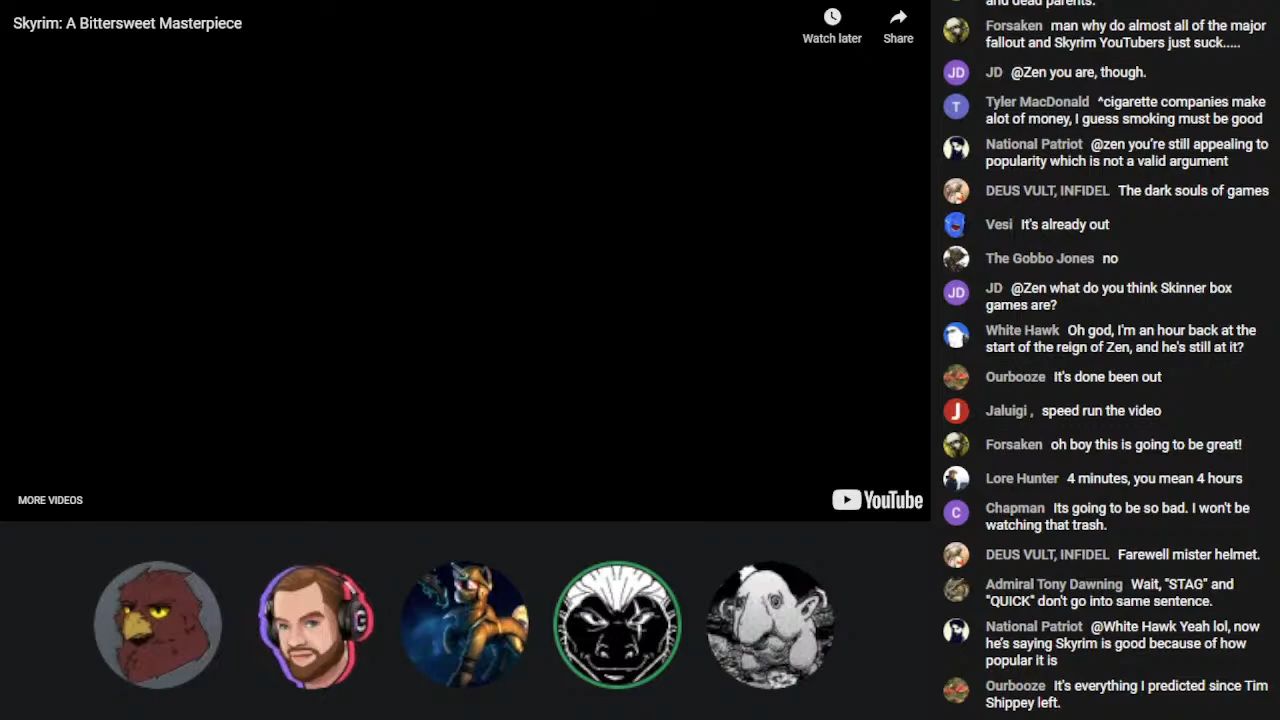 Skyrim: A Bittersweet Masterpiece
Watch later
Share
MORE VIDEOS
YouTube
and dead parents.
Forsaken man why do almost all of the major
fallout and Skyrim YouTubers just suck.....
JD JD @Zen you are, though.
T Tyler MacDonald ^cigarette companies make
alot of money, I guess smoking must be good
National Patriot @zen you’re still appealing to
popularity which is not a valid argument
DEUS VULT, INFIDEL The dark souls of games
Vesi It's already out
The Gobbo Jones no
JD JD @Zen what do you think Skinner box
games are?
White Hawk Oh god, I'm an hour back at the
start of the reign of Zen, and he's still at it?
Ourbooze It's done been out
J Jaluigi , speed run the video
Forsaken oh boy this is going to be great!
Lore Hunter 4 minutes, you mean 4 hours
C Chapman Its going to be so bad. I won't be
watching that trash.
DEUS VULT, INFIDEL Farewell mister helmet.
Admiral Tony Dawning Wait, "STAG" and
"QUICK" don't go into same sentence.
National Patriot @White Hawk Yeah lol, now
he's saying Skyrim is good because of how
popular it is
Ourbooze It's everything I predicted since Tim
Shippey left.